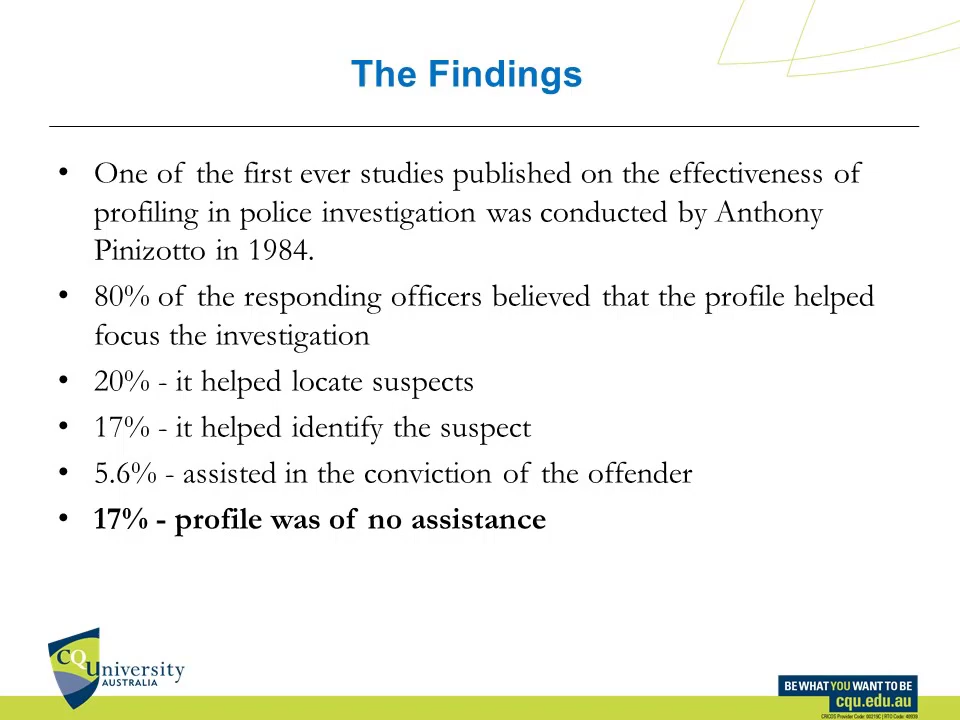 The Findings
• One of the first ever studies published on the effectiveness of
profiling in police investigation was conducted by Anthony
Pinizotto in 1984.
• 80% of the responding officers believed that the profile helped
focus the investigation
• 20% - it helped locate suspects
• 17% - it helped identify the suspect
• 5.6% - assisted in the conviction of the offender
• 17% - profile was of no assistance
CQUniversity
AUSTRALIA
BE WHAT YOU WANT TO BE
cqu.edu.au
CRICOS Provider Code: 00219C | RTO Code: 40939